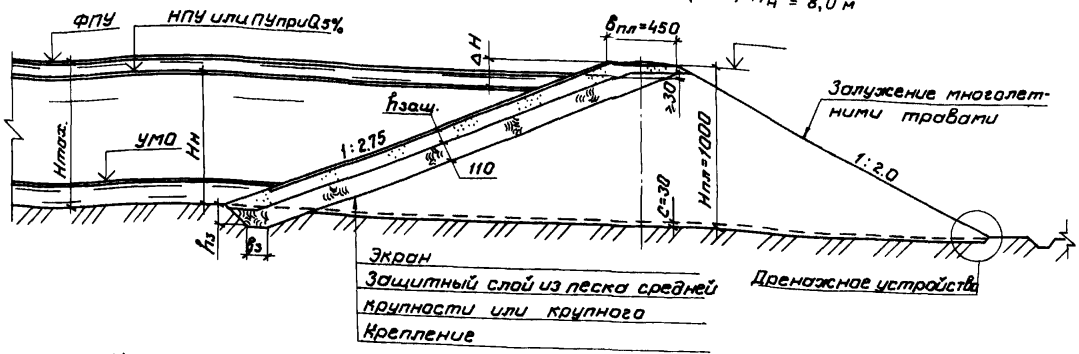 Hн = 8,0 м
ФПУ
НПУ или ПУ при Q5%
bпл=450
ΔH
hзащ.
1:2.75
110
≥30
Hпл=1000
Залужение многолет-
ними травами
1:2.0
Hmax.
Hн
УМО
c=30
hз
bз
Экран
Защитный слой из песка средней
крупности или крупного
Крепление
Дренажное устройство